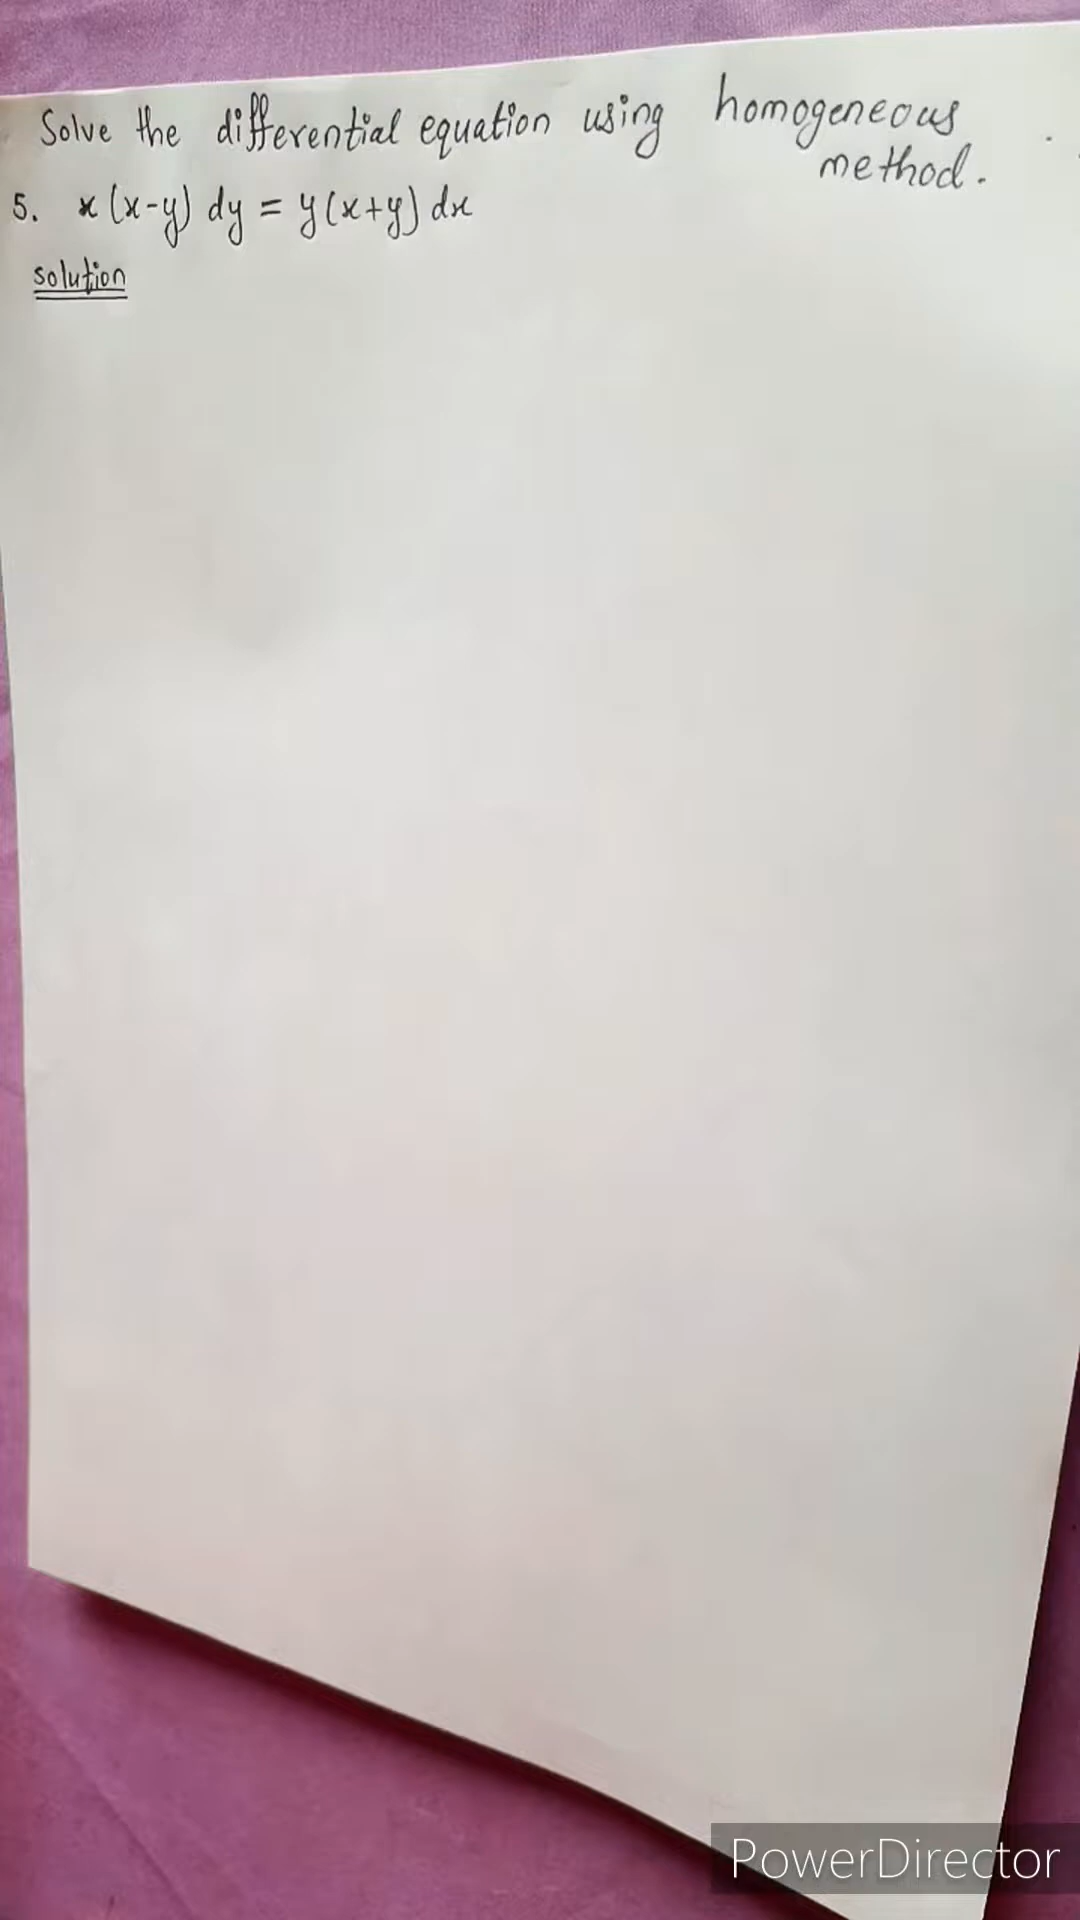 Solve the differential equation using homogeneous
method.
5. x(x-y) dy = y(x+y) dx
solution
PowerDirector